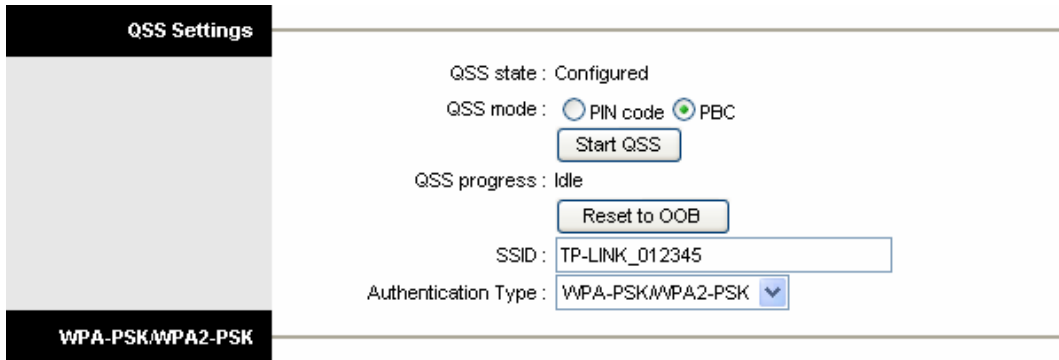 QSS Settings
QSS state : Configured
QSS mode : PIN code PBC
Start QSS
QSS progress : Idle
Reset to OOB
SSID : TP-LINK_012345
Authentication Type : WPA-PSK/WPA2-PSK
WPA-PSK/WPA2-PSK